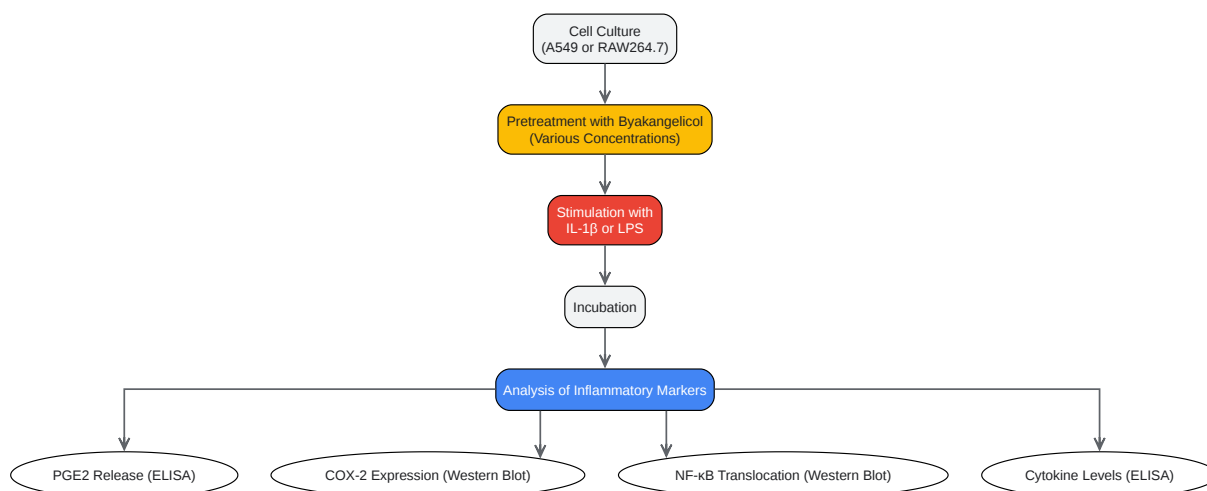 Cell Culture
(A549 or RAW264.7)
Pretreatment with Byakangelicol
(Various Concentrations)
Stimulation with
IL-1β or LPS
Incubation
Analysis of Inflammatory Markers
PGE2 Release (ELISA)
COX-2 Expression (Western Blot)
NF-κB Translocation (Western Blot)
Cytokine Levels (ELISA)